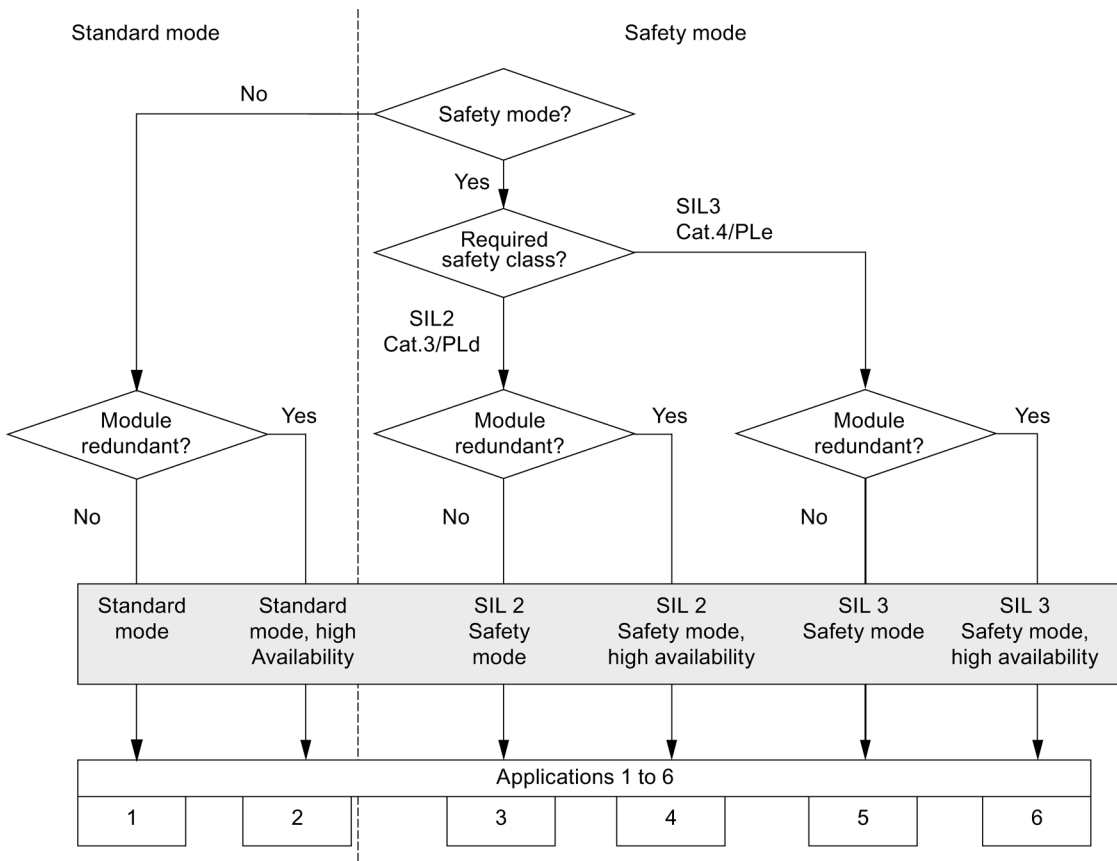 Standard mode
Safety mode
No
Safety mode?
Yes
SIL3
Cat.4/PLe
Required
safety class?
SIL2
Cat.3/PLd
Module
redundant?
Yes
Module
redundant?
Yes
Module
redundant?
Yes
No
No
No
Standard
mode
Standard
mode, high
Availability
SIL 2
Safety
mode
SIL 2
Safety mode,
high availability
SIL 3
Safety mode
SIL 3
Safety mode,
high availability
Applications 1 to 6
1
2
3
4
5
6